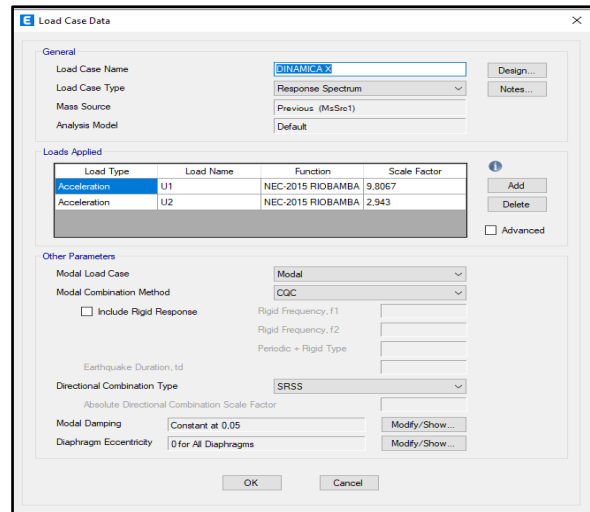 E Load Case Data
General
Load Case Name DINAMICA X Design...
Load Case Type Response Spectrum Notes...
Mass Source Previous (MsSrc1)
Analysis Model Default
Loads Applied
Load Type Load Name Function Scale Factor
Acceleration U1 NEC-2015 RIOBAMBA 9,8067 Add
Acceleration U2 NEC-2015 RIOBAMBA 2,943 Delete
Advanced
Other Parameters
Modal Load Case Modal
Modal Combination Method CQC
Include Rigid Response Rigid Frequency, f1
Rigid Frequency, f2
Periodic + Rigid Type
Earthquake Duration, td
Directional Combination Type SRSS
Absolute Directional Combination Scale Factor
Modal Damping Constant at 0.05 Modify/Show...
Diaphragm Eccentricity 0 for All Diaphragms Modify/Show...
OK Cancel